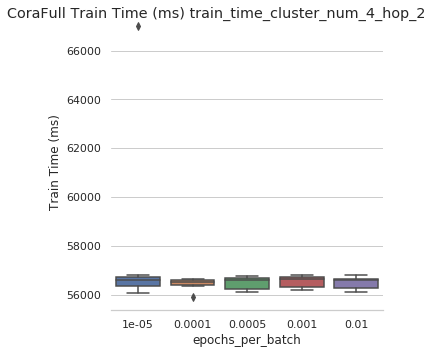 CoraFull Train Time (ms) train_time_cluster_num_4_hop_2
66000
64000
62000
60000
58000
56000
Train Time (ms)
1e-05 0.0001 0.0005 0.001 0.01
epochs_per_batch